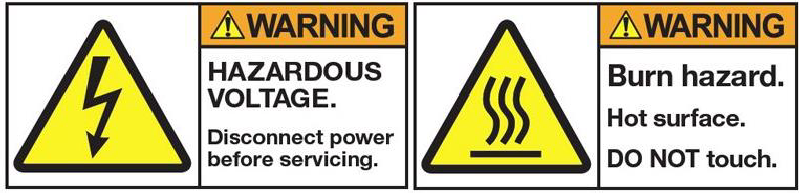 WARNING
HAZARDOUS
VOLTAGE.
Disconnect power
before servicing.
WARNING
Burn hazard.
Hot surface.
DO NOT touch.